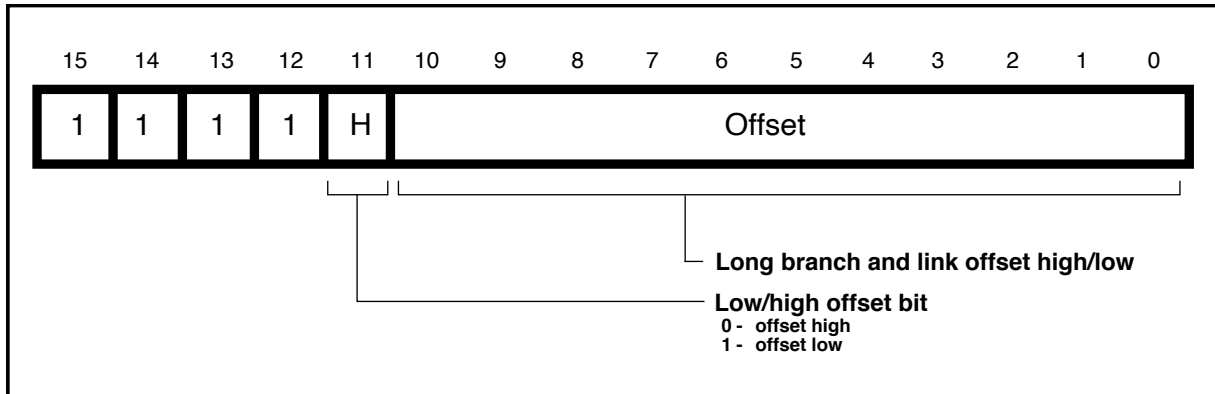 15 14 13 12 11 10 9 8 7 6 5 4 3 2 1 0
1 1 1 1 H Offset
Long branch and link offset high/low
Low/high offset bit
0 - offset high
1 - offset low